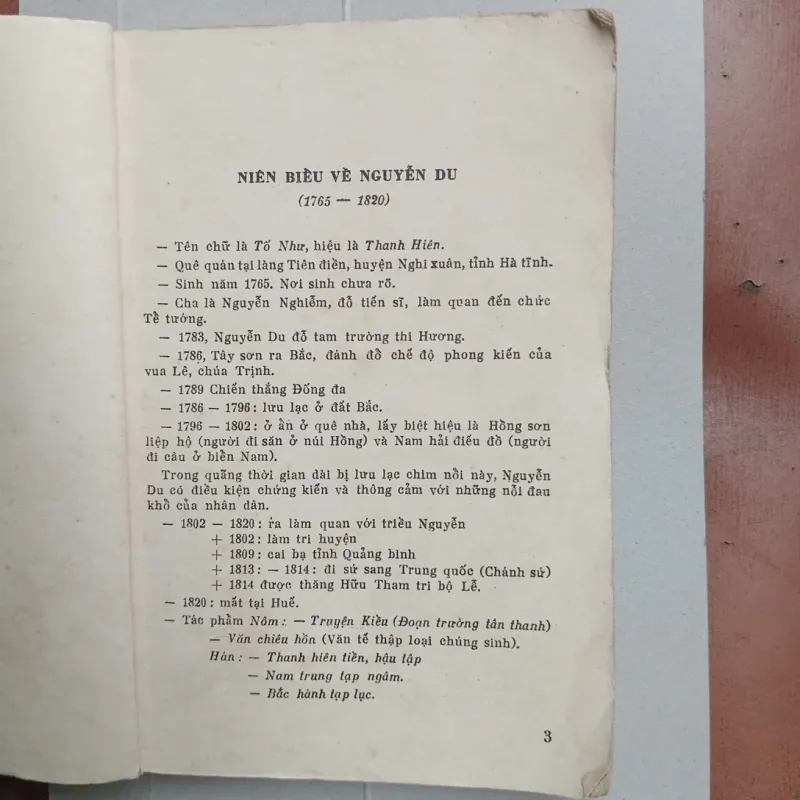 NIÊN BIỂU VỀ NGUYỄN DU
(1765 — 1820)
— Tên chữ là Tố Như, hiệu là Thanh Hiên.
— Quê quán tại làng Tiên điền, huyện Nghi xuân, tỉnh Hà tĩnh.
— Sinh năm 1765. Nơi sinh chưa rõ.
— Cha là Nguyễn Nghiễm, đỗ tiến sĩ, làm quan đến chức
Tể tướng.
— 1783, Nguyễn Du đỗ tam trường thi Hương.
— 1786, Tây sơn ra Bắc, đánh đổ chế độ phong kiến của
vua Lê, chúa Trịnh.
— 1789 Chiến thắng Đống đa
— 1786 — 1796: lưu lạc ở đất Bắc.
— 1796 — 1802: ở ẩn ở quê nhà, lấy biệt hiệu là Hồng sơn
liệp hộ (người đi săn ở núi Hồng) và Nam hải điếu đồ (người
đi câu ở biển Nam).
Trong quãng thời gian dài bị lưu lạc chìm nổi này, Nguyễn
Du có điều kiện chứng kiến và thông cảm với những nỗi đau
khổ của nhân dân.
— 1802 — 1820: ra làm quan với triều Nguyễn
+ 1802: làm tri huyện
+ 1809: cai bạ tỉnh Quảng bình
+ 1813: — 1814: đi sứ sang Trung quốc (Chánh sứ)
+ 1814 được thăng Hữu Tham tri bộ Lễ.
— 1820: mất tại Huế.
— Tác phẩm Nôm: — Truyện Kiều (Đoạn trường tân thanh)
— Văn chiêu hồn (Văn tế thập loại chúng sinh).
Hán: — Thanh hiên tiền, hậu tập
— Nam trung tạp ngâm.
— Bắc hành tạp lục.
3